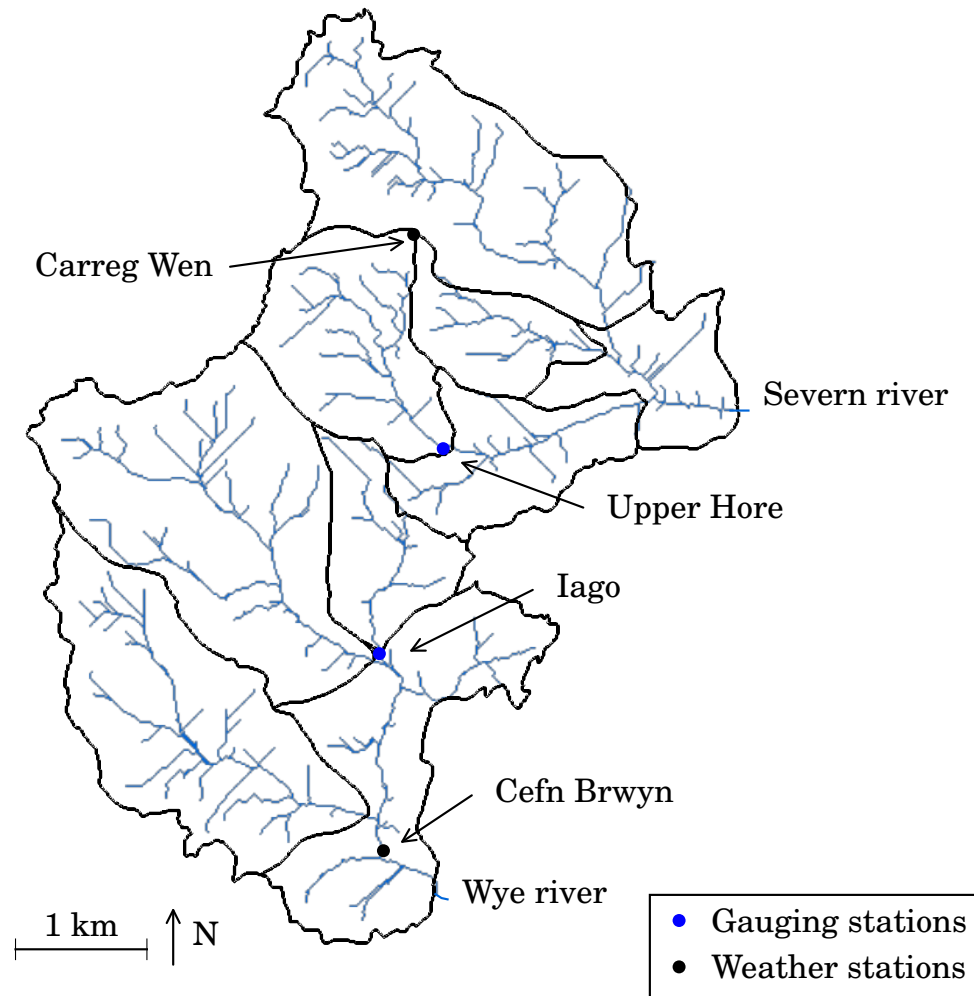 Carreg Wen
Severn river
Upper Hore
Iago
Cefn Brwyn
Wye river
1 km
N
Gauging stations
Weather stations